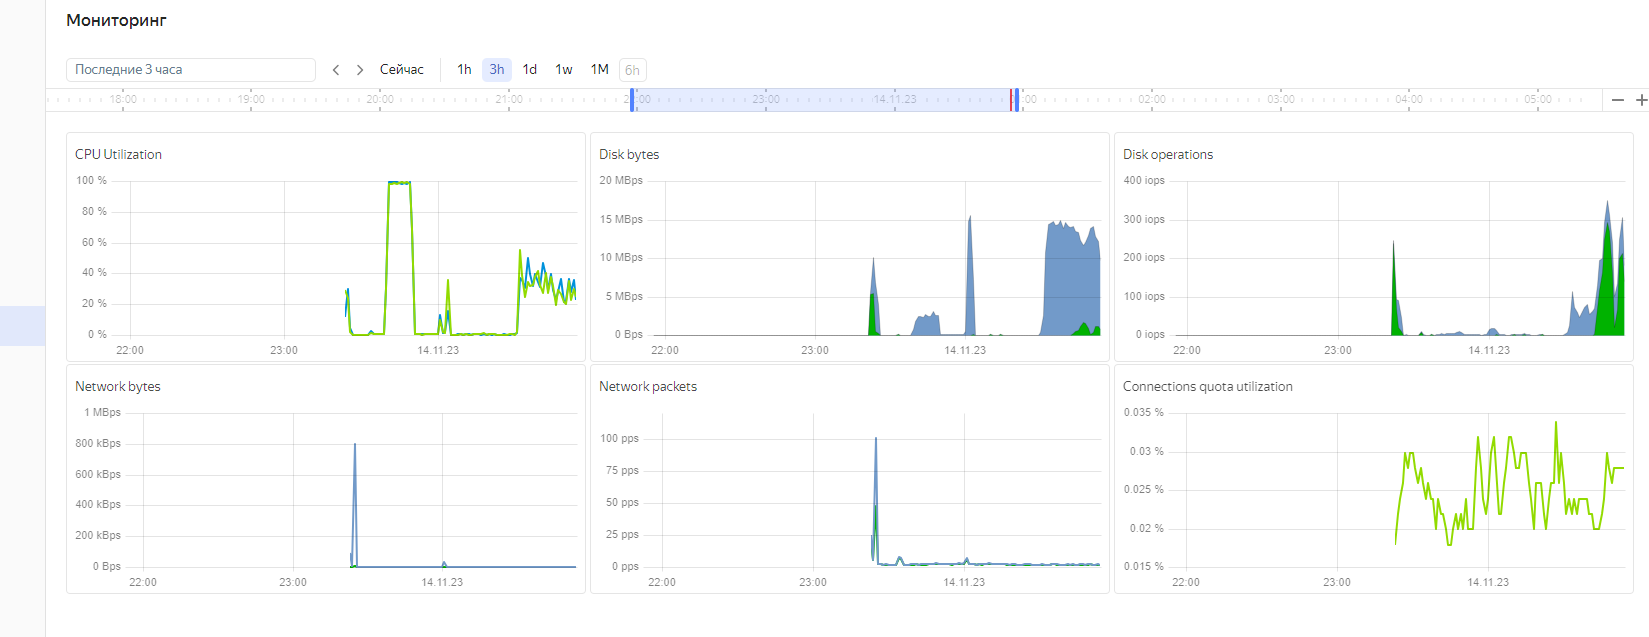 Мониторинг
Последние 3 часа
Сейчас
1h 3h 1d 1w 1M 6h
18:00 19:00 20:00 21:00 23:00 14.11.23 02:00 03:00 04:00 05:00
CPU Utilization
100 %
80 %
60 %
40 %
20 %
0 %
22:00 23:00 14.11.23
Disk bytes
20 MBps
15 MBps
10 MBps
5 MBps
0 Bps
22:00 23:00 14.11.23
Disk operations
400 iops
300 iops
200 iops
100 iops
0 iops
22:00 23:00 14.11.23
Network bytes
1 MBps
800 kBps
600 kBps
400 kBps
200 kBps
0 Bps
22:00 23:00 14.11.23
Network packets
100 pps
75 pps
50 pps
25 pps
0 pps
22:00 23:00 14.11.23
Connections quota utilization
0.035 %
0.03 %
0.025 %
0.02 %
0.015 %
22:00 23:00 14.11.23